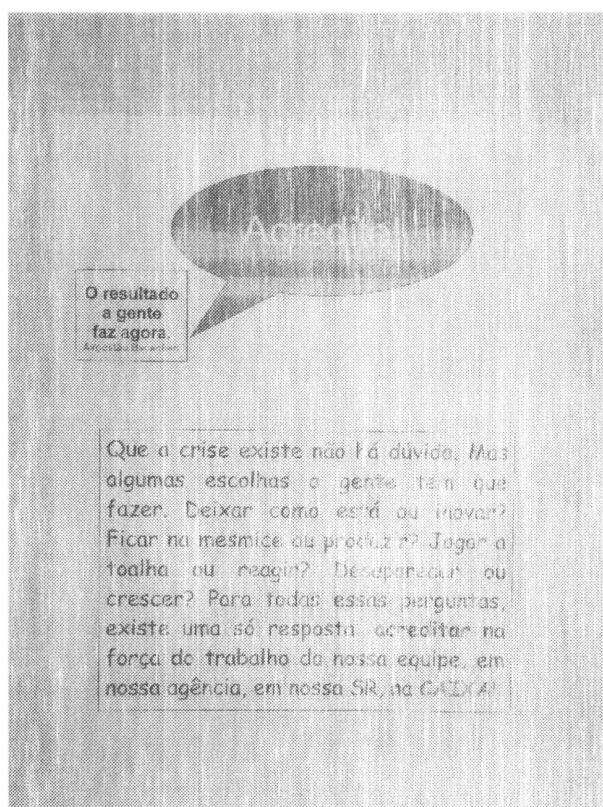 Acredite!
O resultado
a gente
faz agora.
Que a crise existe não há dúvida. Mas
algumas escolhas a gente tem que
fazer. Deixar como está ou inovar?
Ficar na mesmice ou produzir? Jogar a
toalha ou reagir? Desaparecer ou
crescer? Para todas essas perguntas,
existe uma só resposta: acreditar na
força do trabalho da nossa equipe, em
nossa agência, em nossa SR, na CAIXA!